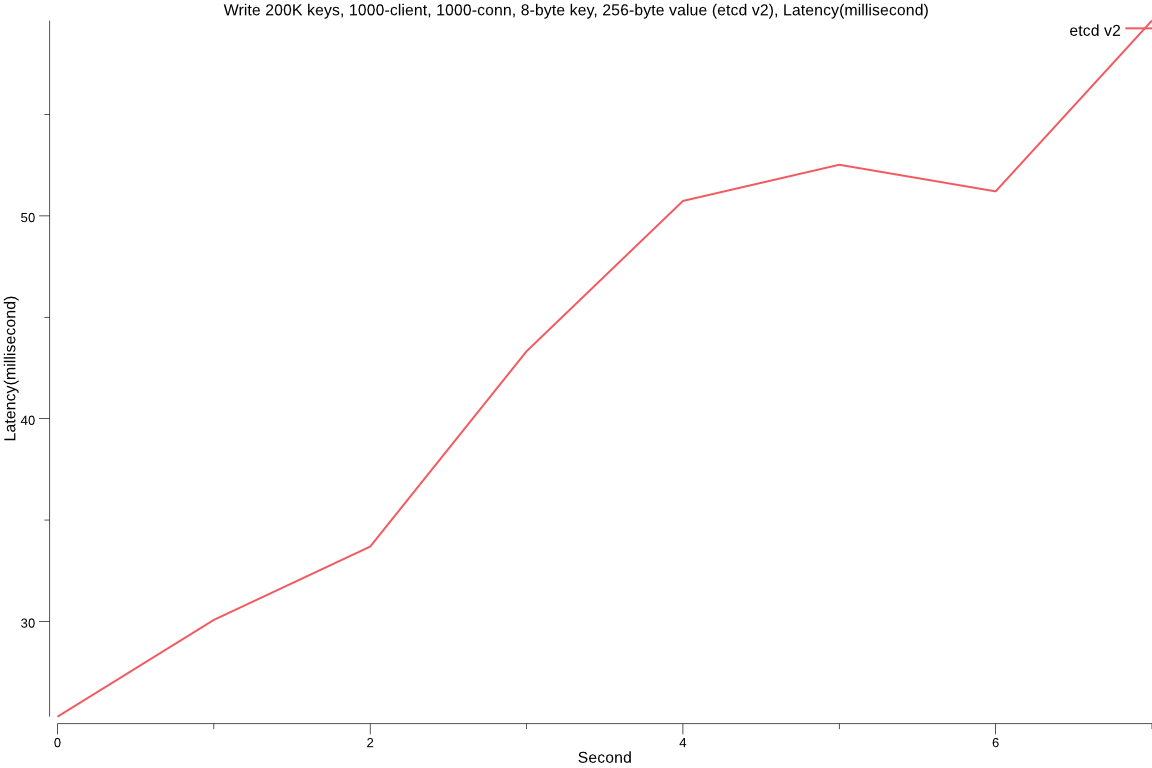 Write 200K keys, 1000-client, 1000-conn, 8-byte key, 256-byte value (etcd v2), Latency(millisecond)
etcd v2
50
40
30
Latency(millisecond)
0 2 4 6
Second